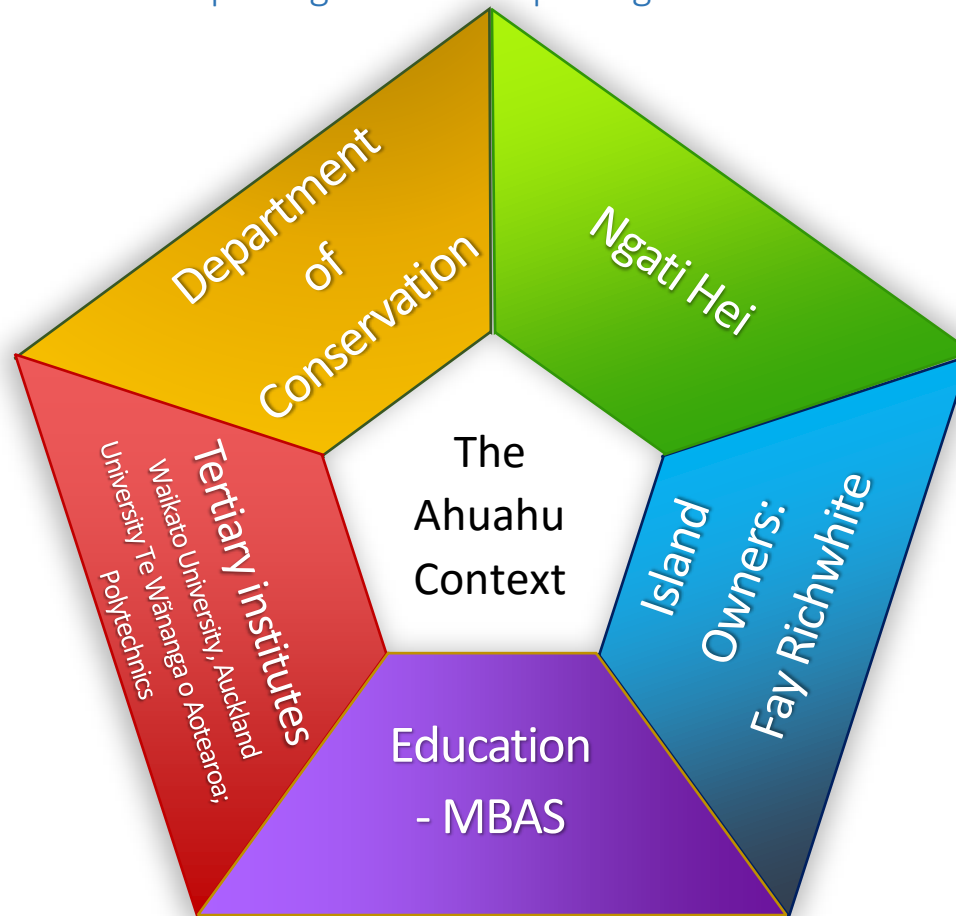 Department
of
Conservation
Ngati Hei
The
Ahuahu
Context
Island
Owners:
Fay Richwhite
Education
- MBAS
Tertiary institutes
Waikato University, Auckland
University Te Wãnanga o Aotearoa;
Polytechnics